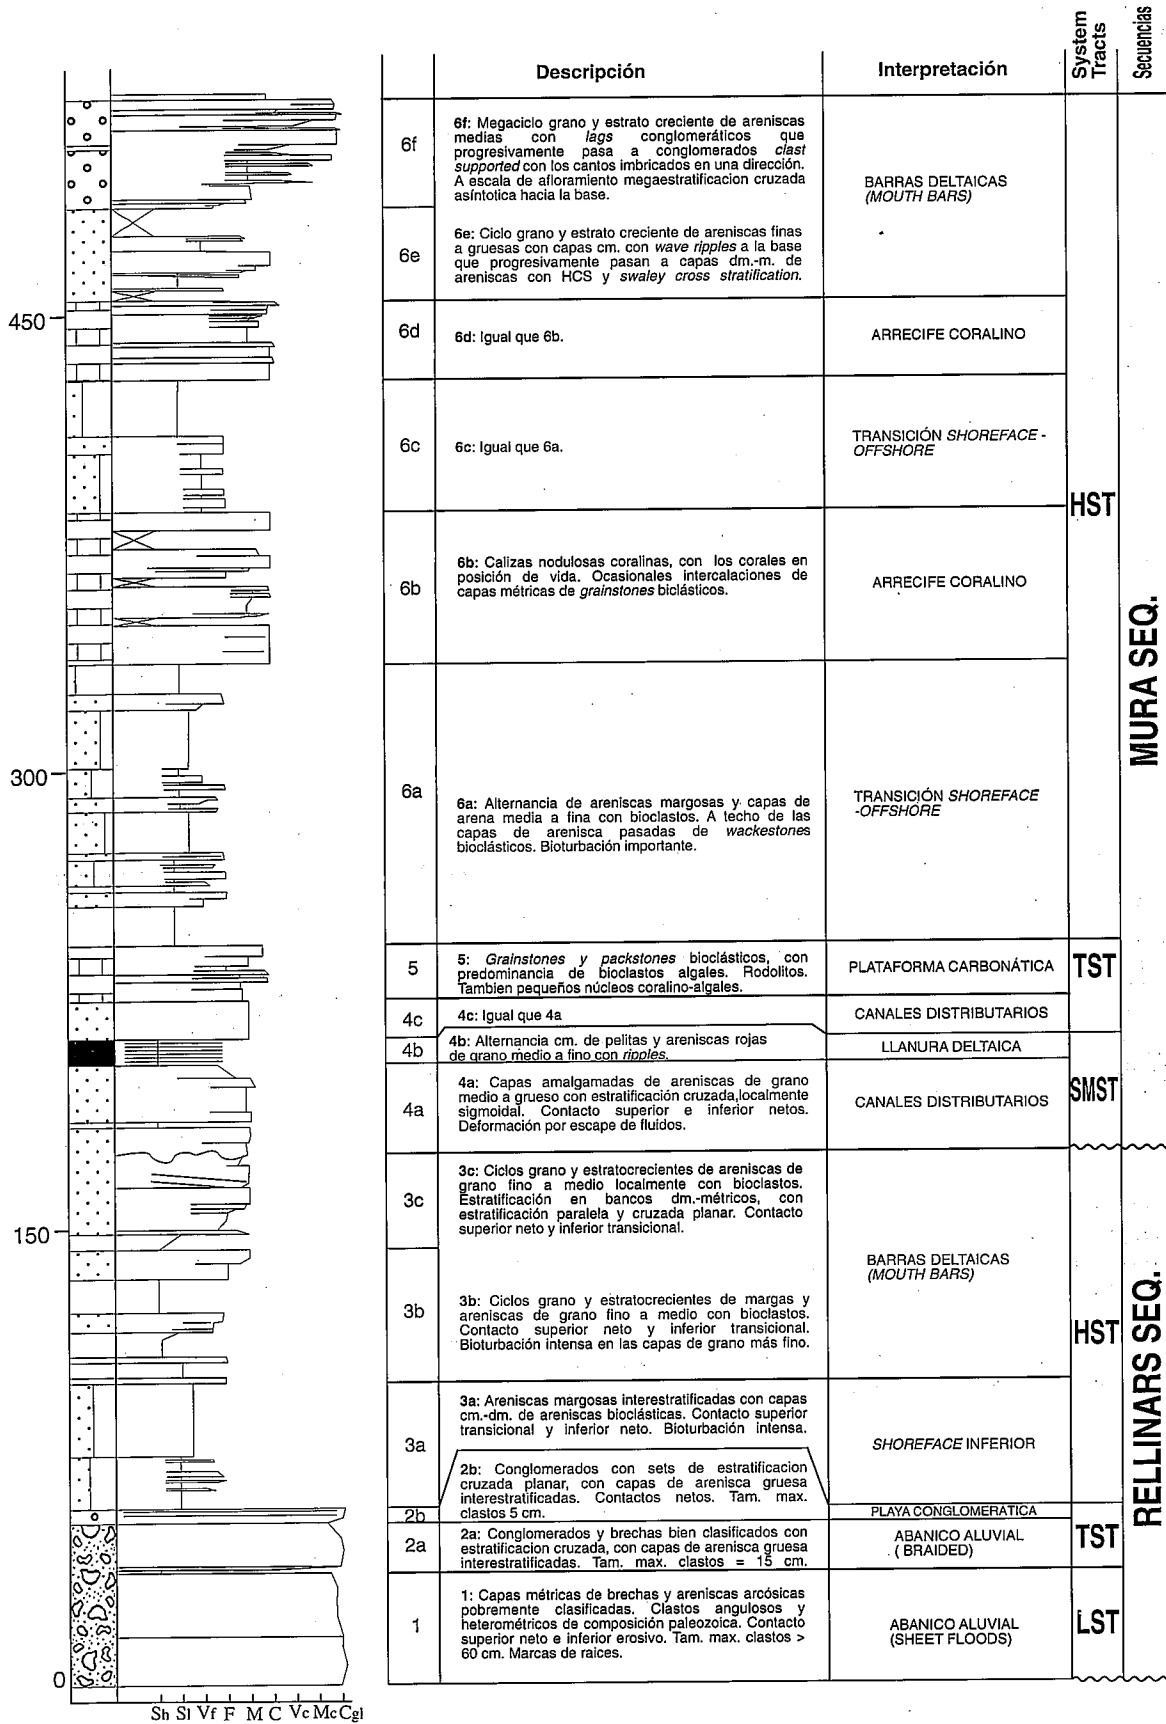 Descripción
Interpretación
System
Tracts
Secuencias
6f
6f: Megaciclo grano y estrato creciente de areniscas
medias con lags conglomeráticos que
progresivamente pasa a conglomerados clast
supported con los cantos imbricados en una dirección.
A escala de afloramiento megaestratificacion cruzada
asíntotica hacia la base.
BARRAS DELTAICAS
(MOUTH BARS)
6e
6e: Ciclo grano y estrato creciente de areniscas finas
a gruesas con capas cm. con wave ripples a la base
que progresivamente pasan a capas dm.-m. de
areniscas con HCS y swaley cross stratification.
450
6d
6d: Igual que 6b.
ARRECIFE CORALINO
6c
6c: Igual que 6a.
TRANSICIÓN SHOREFACE -
OFFSHORE
HST
6b
6b: Calizas nodulosas coralinas, con los corales en
posición de vida. Ocasionales intercalaciones de
capas métricas de grainstones biclásticos.
ARRECIFE CORALINO
MURA SEQ.
300
6a
6a: Alternancia de areniscas margosas y capas de
arena media a fina con bioclastos. A techo de las
capas de arenisca pasadas de wackestones
bioclásticos. Bioturbación importante.
TRANSICIÓN SHOREFACE
-OFFSHORE
5
5: Grainstones y packstones bioclásticos, con
predominancia de bioclastos algales. Rodolitos.
Tambien pequeños núcleos coralino-algales.
PLATAFORMA CARBONÁTICA
TST
4c
4c: Igual que 4a
CANALES DISTRIBUTARIOS
4b
4b: Alternancia cm. de pelitas y areniscas rojas
de grano medio a fino con ripples.
LLANURA DELTAICA
4a
4a: Capas amalgamadas de areniscas de grano
medio a grueso con estratificación cruzada,localmente
sigmoidal. Contacto superior e inferior netos.
Deformación por escape de fluidos.
CANALES DISTRIBUTARIOS
SMST
3c
3c: Ciclos grano y estratocrecientes de areniscas de
grano fino a medio localmente con bioclastos.
Estratificación en bancos dm.-métricos, con
estratificación paralela y cruzada planar. Contacto
superior neto y inferior transicional.
150
BARRAS DELTAICAS
(MOUTH BARS)
3b
3b: Ciclos grano y estratocrecientes de margas y
areniscas de grano fino a medio con bioclastos.
Contacto superior neto y inferior transicional.
Bioturbación intensa en las capas de grano más fino.
HST
RELLINARS SEQ.
3a
3a: Areniscas margosas interestratificadas con capas
cm.-dm. de areniscas bioclásticas. Contacto superior
transicional y inferior neto. Bioturbación intensa.
SHOREFACE INFERIOR
2b
2b: Conglomerados con sets de estratificacion
cruzada planar, con capas de arenisca gruesa
interestratificadas. Contactos netos. Tam. max.
clastos 5 cm.
PLAYA CONGLOMERATICA
2a
2a: Conglomerados y brechas bien clasificados con
estratificacion cruzada, con capas de arenisca gruesa
interestratificadas. Tam. max. clastos = 15 cm.
ABANICO ALUVIAL
( BRAIDED)
TST
1
1: Capas métricas de brechas y areniscas arcósicas
pobremente clasificadas. Clastos angulosos y
heterométricos de composición paleozoica. Contacto
superior neto e inferior erosivo. Tam. max. clastos >
60 cm. Marcas de raices.
ABANICO ALUVIAL
(SHEET FLOODS)
LST
0
Sh Sl Vf F M C Vc Mc Cgl